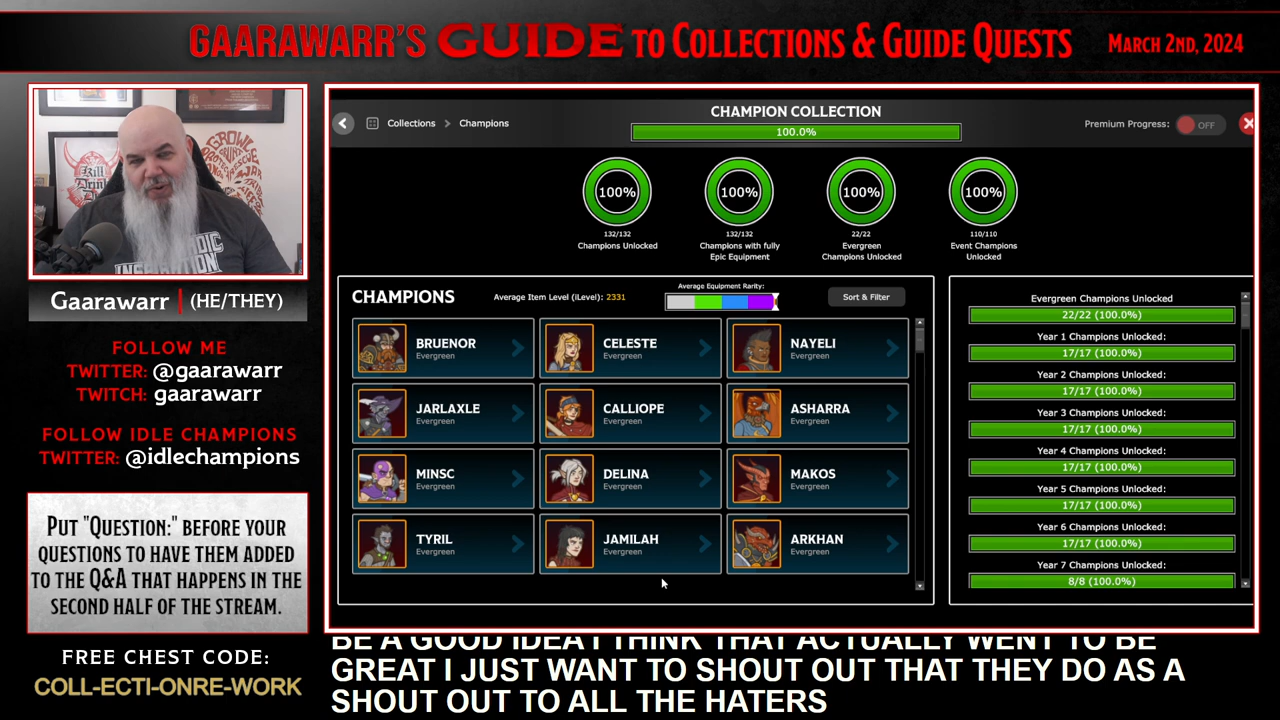 GAARAWARR'S GUIDE TO COLLECTIONS & GUIDE QUESTS
MARCH 2ND, 2024
Gaarawarr | (HE/THEY)
FOLLOW ME
TWITTER: @gaarawarr
TWITCH: gaarawarr
FOLLOW IDLE CHAMPIONS
TWITTER: @idlechampions
PUT "QUESTION:" BEFORE YOUR
QUESTIONS TO HAVE THEM ADDED
TO THE Q&A THAT HAPPENS IN THE
SECOND HALF OF THE STREAM.
FREE CHEST CODE:
COLL-ECTI-ONRE-WORK
Collections > Champions
CHAMPION COLLECTION
100.0%
Premium Progress: OFF
100% 100% 100% 100%
132/132 132/132 22/22 110/110
Champions Unlocked
Champions with fully
Epic Equipment
Evergreen
Champions Unlocked
Event Champions
Unlocked
CHAMPIONS
Average Item Level (iLevel): 2331
Average Equipment Rarity:
Sort & Filter
BRUENOR
Evergreen
CELESTE
Evergreen
NAYELI
Evergreen
JARLAXLE
Evergreen
CALLIOPE
Evergreen
ASHARRA
Evergreen
MINSC
Evergreen
DELINA
Evergreen
MAKOS
Evergreen
TYRIL
Evergreen
JAMILAH
Evergreen
ARKHAN
Evergreen
Evergreen Champions Unlocked
22/22 (100.0%)
Year 1 Champions Unlocked:
17/17 (100.0%)
Year 2 Champions Unlocked:
17/17 (100.0%)
Year 3 Champions Unlocked:
17/17 (100.0%)
Year 4 Champions Unlocked:
17/17 (100.0%)
Year 5 Champions Unlocked:
17/17 (100.0%)
Year 6 Champions Unlocked:
17/17 (100.0%)
Year 7 Champions Unlocked:
8/8 (100.0%)
BE A GOOD IDEA I THINK THAT ACTUALLY WENT TO BE
GREAT I JUST WANT TO SHOUT OUT THAT THEY DO AS A
SHOUT OUT TO ALL THE HATERS